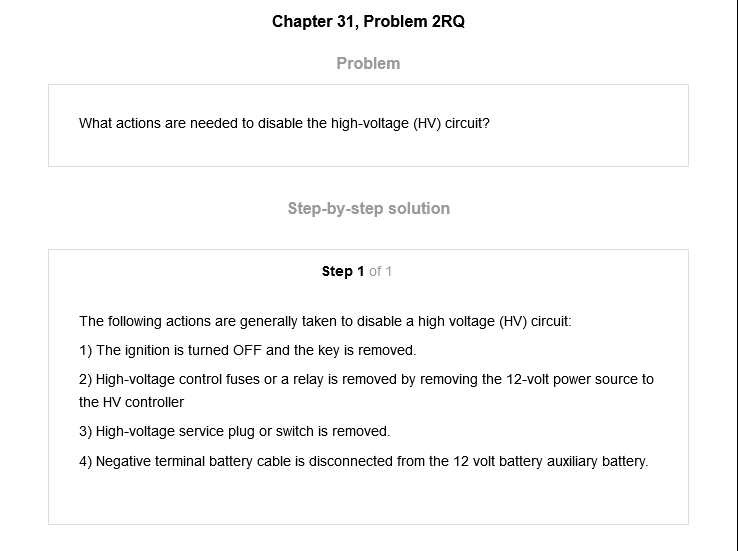 Chapter 31, Problem 2RQ
Problem
What actions are needed to disable the high-voltage (HV) circuit?
Step-by-step solution
Step 1 of 1
The following actions are generally taken to disable a high voltage (HV) circuit:
1) The ignition is turned OFF and the key is removed.
2) High-voltage control fuses or a relay is removed by removing the 12-volt power source to
the HV controller
3) High-voltage service plug or switch is removed.
4) Negative terminal battery cable is disconnected from the 12 volt battery auxiliary battery.